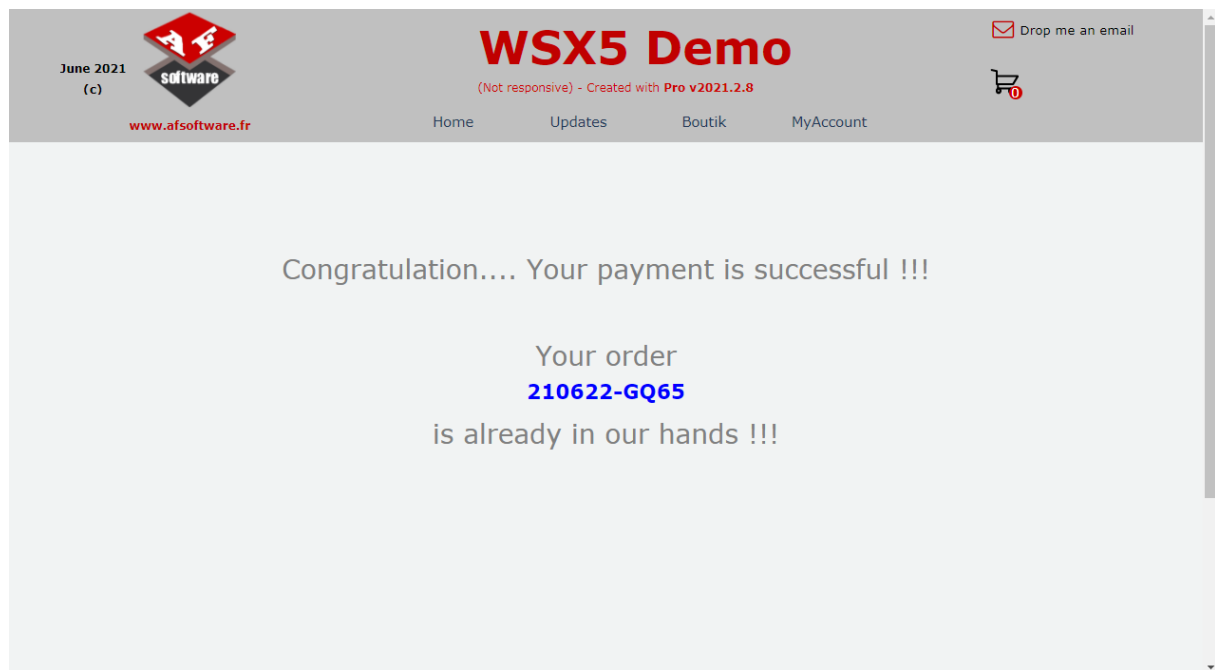 June 2021
(c)
AF
software
www.afsoftware.fr
WSX5 Demo
(Not responsive) - Created with Pro v2021.2.8
Home Updates Boutik MyAccount
Drop me an email
0
Congratulation.... Your payment is successful !!!
Your order
210622-GQ65
is already in our hands !!!